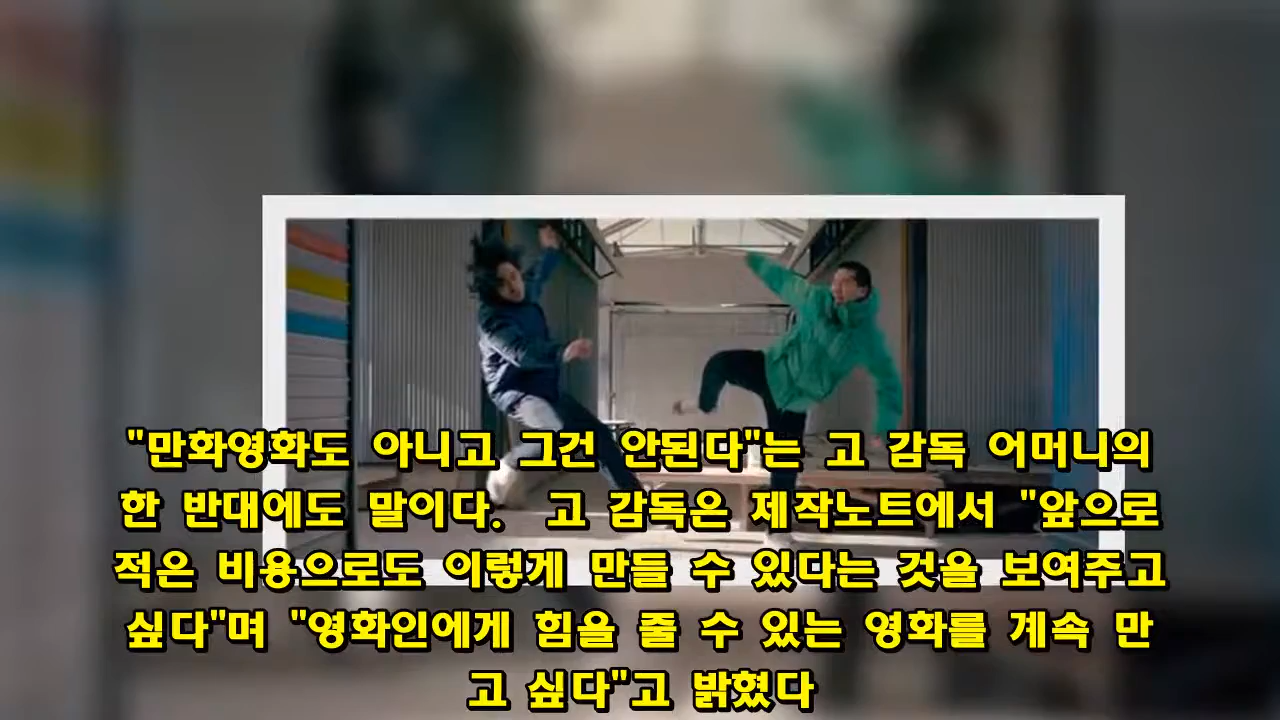 "만화영화도 아니고 그건 안된다"는 고 감독 어머니의
한 반대에도 말이다. 고 감독은 제작노트에서 "앞으로
적은 비용으로도 이렇게 만들 수 있다는 것을 보여주고
싶다"며 "영화인에게 힘을 줄 수 있는 영화를 계속 만
고 싶다"고 밝혔다